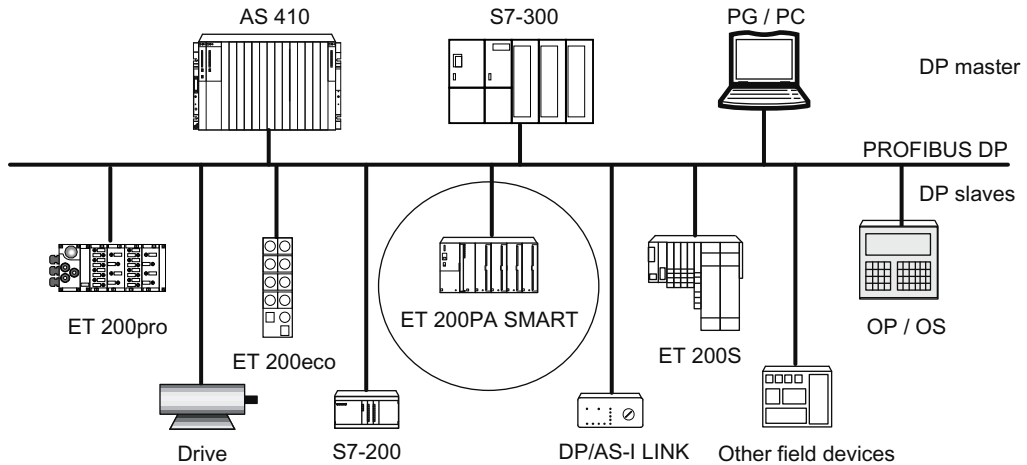 AS 410
S7-300
PG / PC
DP master
PROFIBUS DP
DP slaves
ET 200pro
ET 200eco
ET 200PA SMART
ET 200S
OP / OS
Drive
S7-200
DP/AS-I LINK
Other field devices